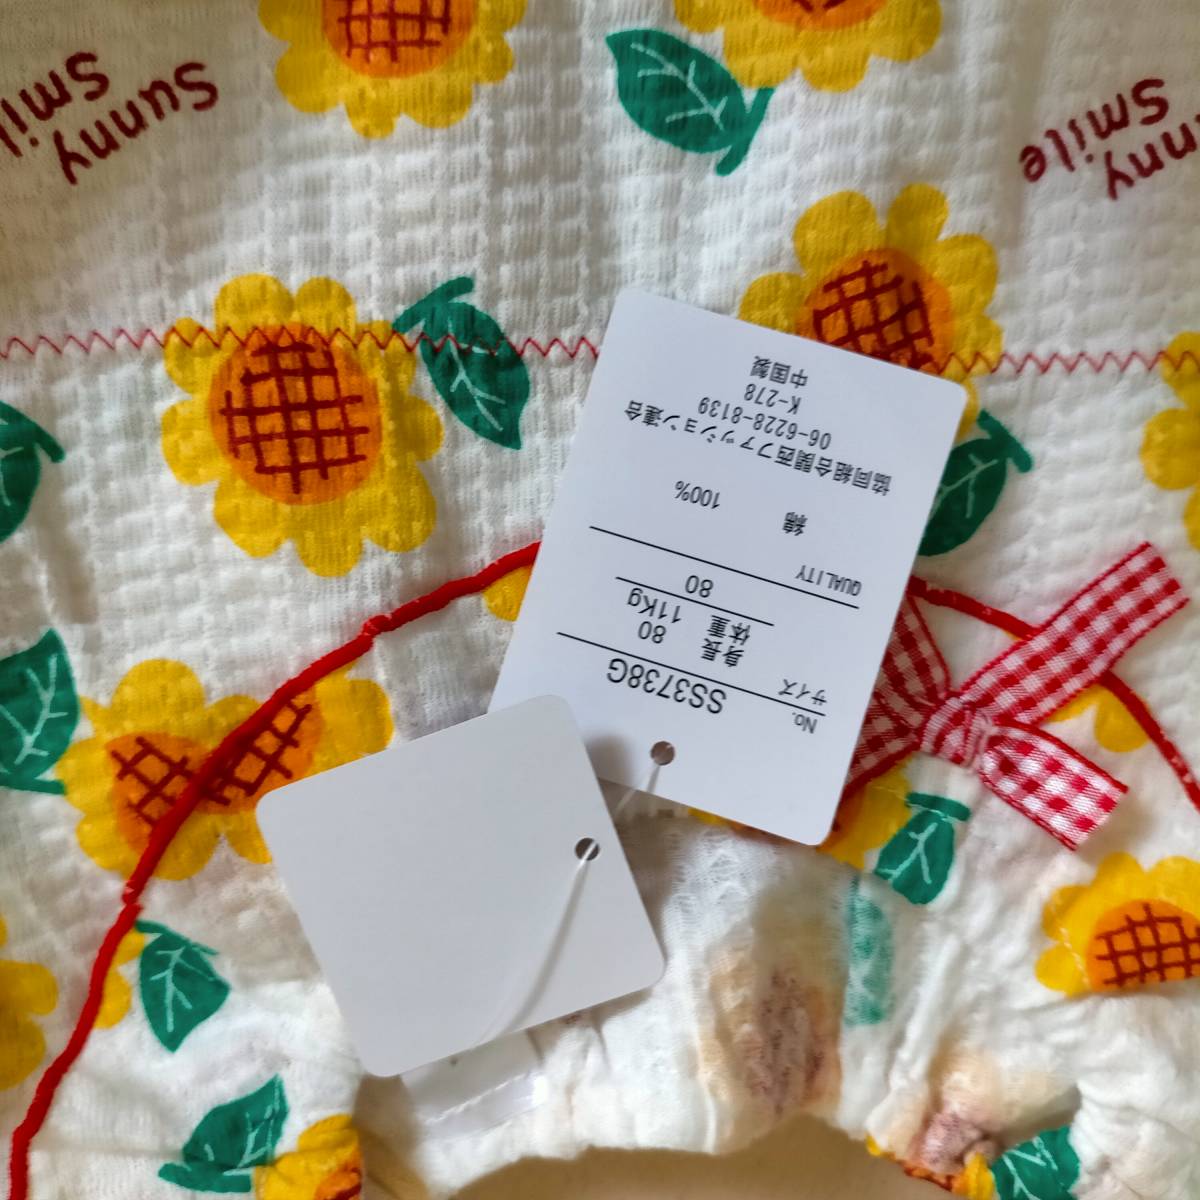 No. SS3738G
サイズ 身長 80
体重 11Kg
80
QUALITY
綿 100%
協同組合関西ファッション連合
06-6228-8139
K-278
中国製
Sunny
Smile
Smile